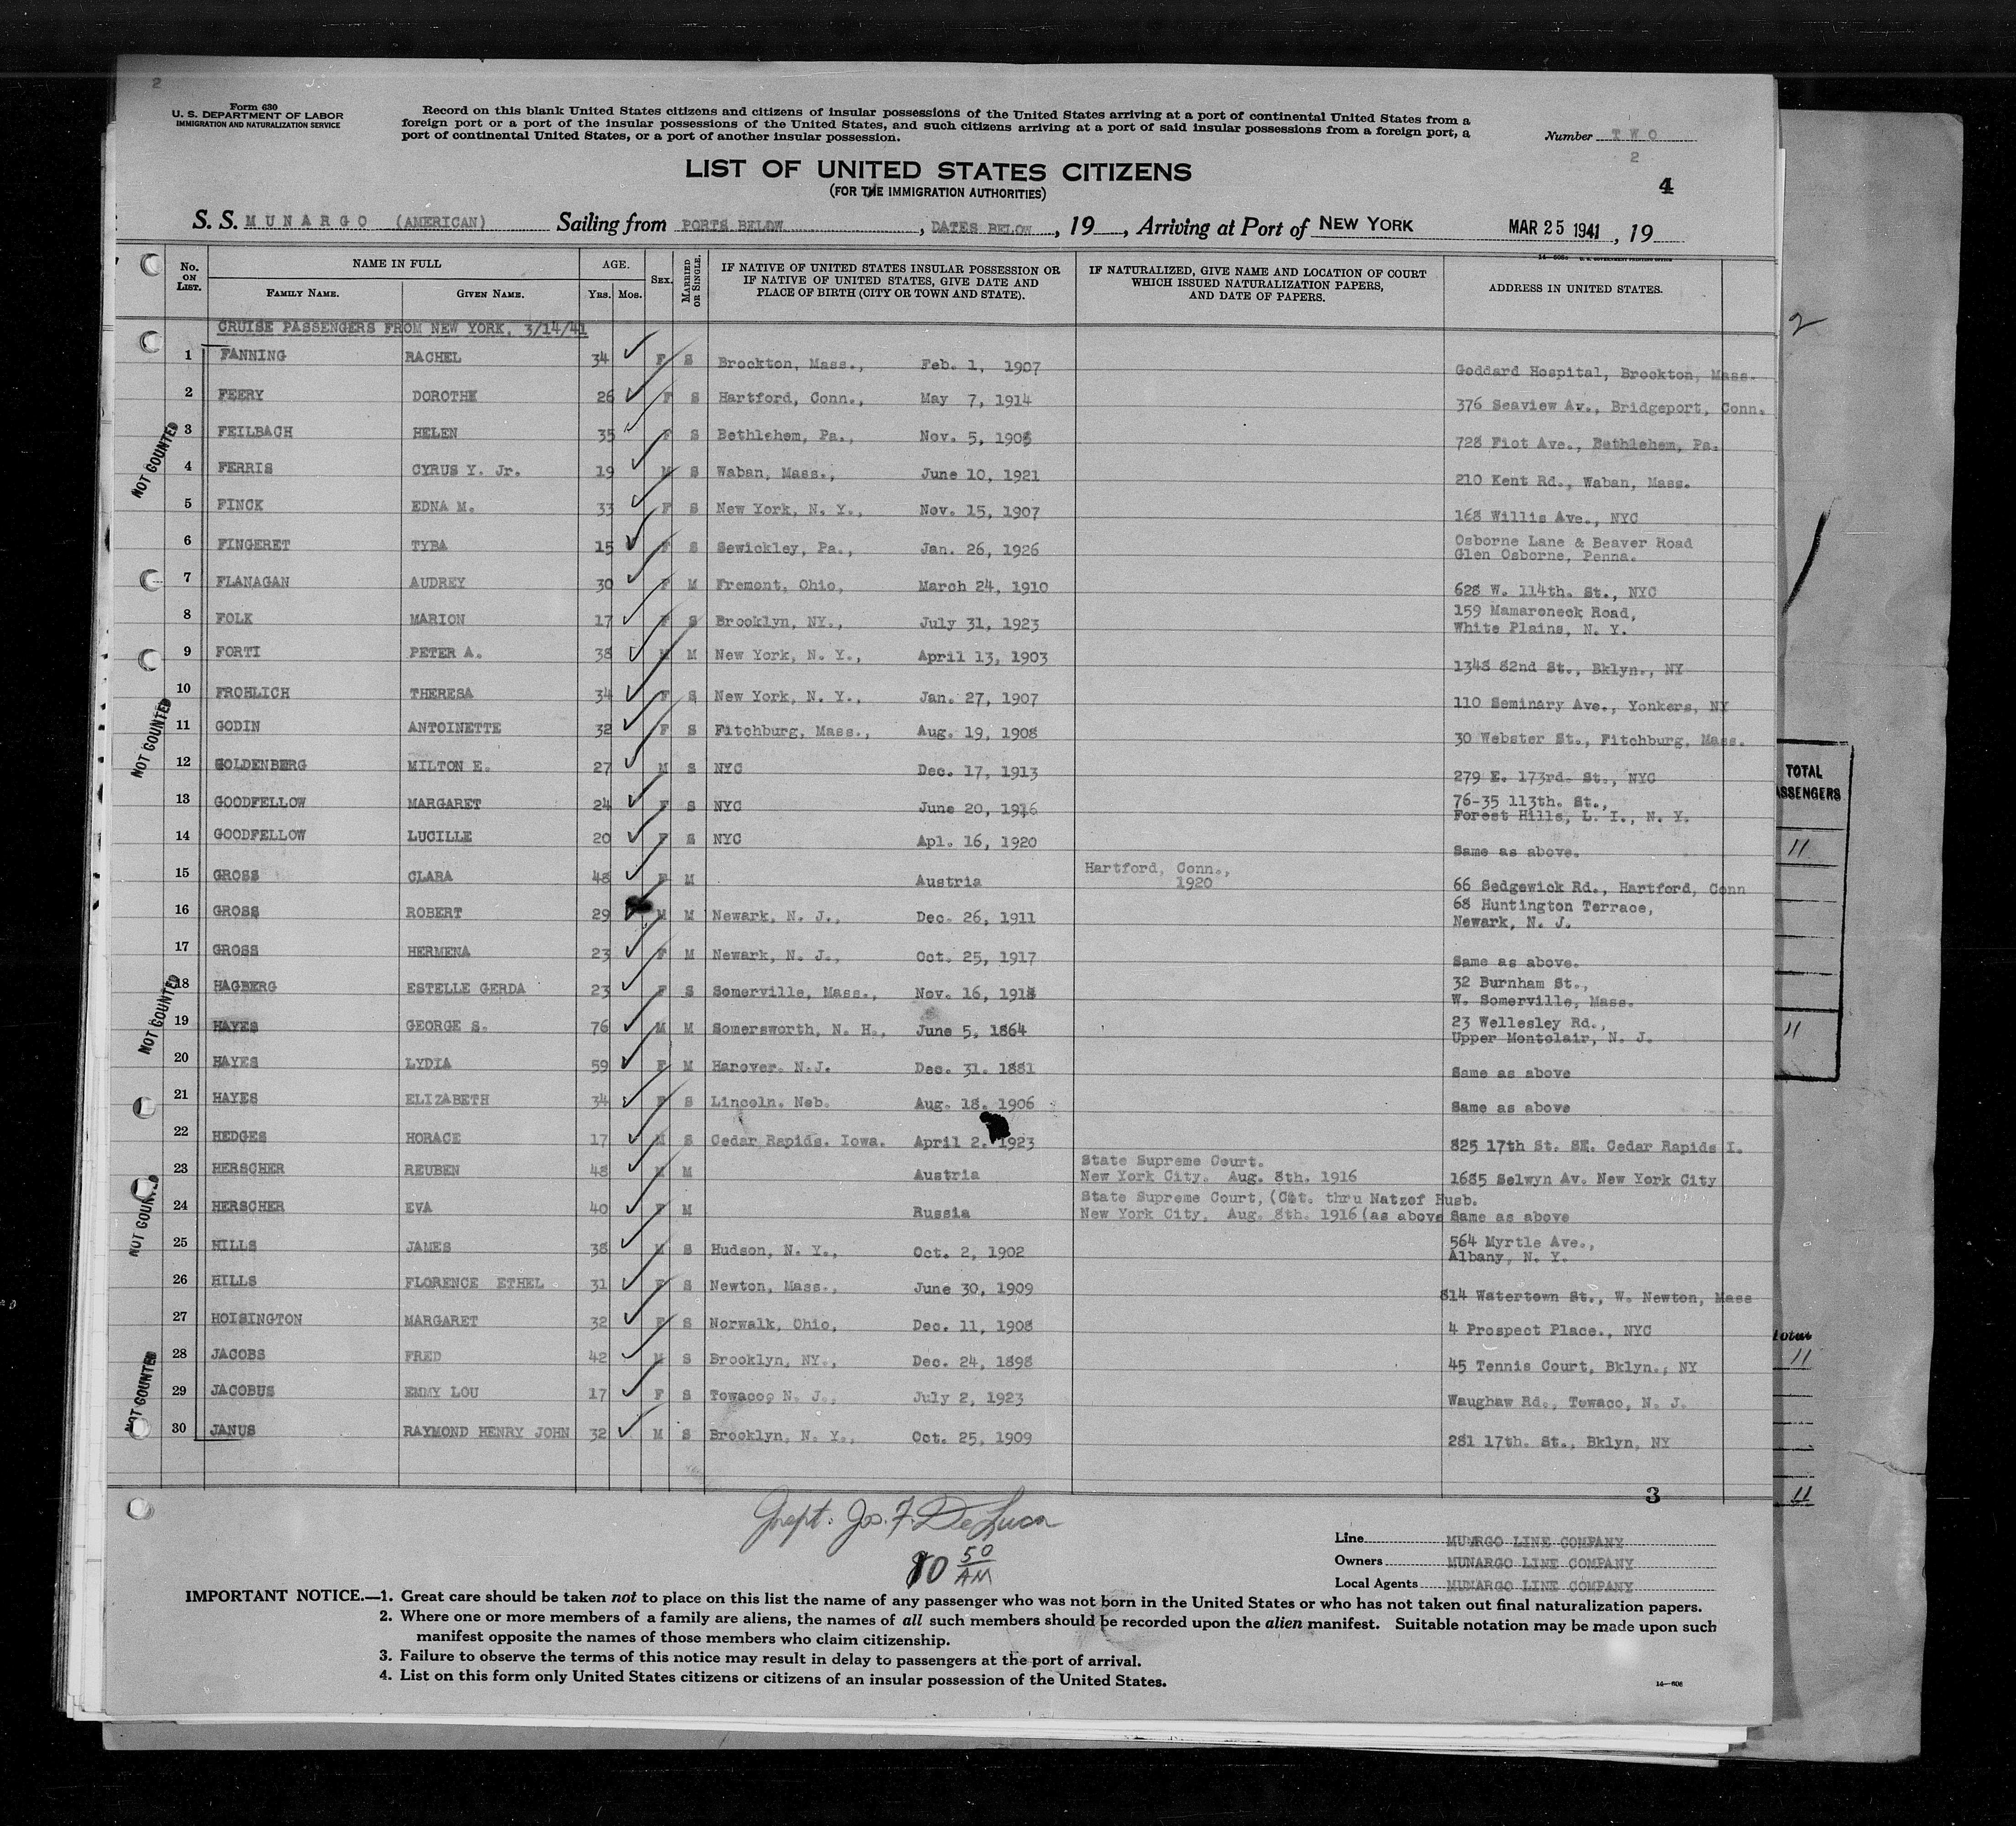 2
Form 630
U. S. DEPARTMENT OF LABOR
IMMIGRATION AND NATURALIZATION SERVICE
Record on this blank United States citizens and citizens of insular possessions of the United States arriving at a port of continental United States from a
foreign port or a port of the insular possessions of the United States, and such citizens arriving at a port of said insular possessions from a foreign port, a
port of continental United States, or a port of another insular possession.
Number TWO
2
LIST OF UNITED STATES CITIZENS
(FOR THE IMMIGRATION AUTHORITIES)
4
S. S. MUNARGO (AMERICAN) Sailing from PORTS BELOW, DATES BELOW, 19, Arriving at Port of NEW YORK MAR 25 1941, 19
No. ON LIST. NAME IN FULL FAMILY NAME. GIVEN NAME. AGE. Yrs. Mos. SEX. MARRIED OR SINGLE. IF NATIVE OF UNITED STATES INSULAR POSSESSION OR IF NATIVE OF UNITED STATES, GIVE DATE AND PLACE OF BIRTH (CITY OR TOWN AND STATE). IF NATURALIZED, GIVE NAME AND LOCATION OF COURT WHICH ISSUED NATURALIZATION PAPERS, AND DATE OF PAPERS. ADDRESS IN UNITED STATES.
CRUISE PASSENGERS FROM NEW YORK, 3/14/41
1 FANNING RACHEL 34 F S Brockton, Mass., Feb. 1, 1907 Goddard Hospital, Brockton, Mass.
2 FEERY DOROTHE 26 F S Hartford, Conn., May 7, 1914 376 Seaview Av., Bridgeport, Conn.
3 FEILBACH HELEN 35 F S Bethlehem, Pa., Nov. 5, 1905 728 Fiot Ave., Bethlehem, Pa.
4 FERRIS CYRUS Y. Jr. 19 M S Waban, Mass., June 10, 1921 210 Kent Rd., Waban, Mass.
5 FINCK EDNA M. 33 F S New York, N. Y., Nov. 15, 1907 168 Willis Ave., NYC
6 FINGERET TYBA 15 F S Sewickley, Pa., Jan. 26, 1926 Osborne Lane & Beaver Road
Glen Osborne, Penna.
7 FLANAGAN AUDREY 30 F M Fremont, Ohio, March 24, 1910 628 W. 114th. St., NYC
8 FOLK MARION 17 F S Brooklyn, NY., July 31, 1923 159 Mamaroneck Road,
White Plains, N. Y.
9 FORTI PETER A. 38 M M New York, N. Y., April 13, 1903 1348 82nd St., Bklyn., NY
10 FROHLICH THERESA 34 F S New York, N. Y., Jan. 27, 1907 110 Seminary Ave., Yonkers, NY
11 GODIN ANTOINETTE 32 F S Fitchburg, Mass., Aug. 19, 1908 30 Webster St., Fitchburg, Mass.
12 GOLDENBERG MILTON E. 27 M S NYC Dec. 17, 1913 279 E. 173rd. St., NYC
13 GOODFELLOW MARGARET 24 F S NYC June 20, 1916 76-35 113th. St.,
Forest Hills, L. I., N. Y.
14 GOODFELLOW LUCILLE 20 F S NYC Apl. 16, 1920 Same as above.
15 GROSS CLARA 48 F M Austria Hartford, Conn., 1920 66 Sedgewick Rd., Hartford, Conn
16 GROSS ROBERT 29 M M Newark, N. J., Dec. 26, 1911 68 Huntington Terrace,
Newark, N. J.
17 GROSS HERMENA 23 F M Newark, N. J., Oct. 25, 1917 Same as above.
18 HAGBERG ESTELLE GERDA 23 F S Somerville, Mass., Nov. 16, 32 Burnham St.,
W. Somerville, Mass.
19 HAYES GEORGE S. 76 M M Somersworth, N. H., June 5, 1864 23 Wellesley Rd.,
Upper Montclair, N. J.
20 HAYES LYDIA 59 F M Hanover. N.J. Dec. 31. 1881 Same as above
21 HAYES ELIZABETH 34 F S Lincoln. Neb. Aug. 18. 1906 Same as above
22 HEDGES HORACE 17 M S Cedar Rapids. Iowa. April 2. 1923 825 17th St. SE. Cedar Rapids I.
23 HERSCHER REUBEN 48 M M Austria State Supreme Court.
New York City. Aug. 8th. 1916 1685 Selwyn Av. New York City
24 HERSCHER EVA 40 F M Russia State Supreme Court, (Cit. thru Natzof Husb.
New York City, Aug. 8th. 1916 (as above Same as above
25 HILLS JAMES 38 M S Hudson, N. Y., Oct. 2, 1902 564 Myrtle Ave.,
Albany, N. Y.
26 HILLS FLORENCE ETHEL 31 F S Newton, Mass., June 30, 1909 814 Watertown St., W. Newton, Mass
27 HOISINGTON MARGARET 32 F S Norwalk, Ohio, Dec. 11, 1908 4 Prospect Place., NYC
28 JACOBS FRED 42 M S Brooklyn, NY., Dec. 24, 1898 45 Tennis Court, Bklyn., NY
29 JACOBUS EMMY LOU 17 F S Towaco, N. J., July 2, 1923 Waughaw Rd., Towaco, N. J.
30 JANUS RAYMOND HENRY JOHN 32 M S Brooklyn, N. Y., Oct. 25, 1909 281 17th. St., Bklyn, NY
NOT COUNTED
NOT COUNTED
NOT COUNTED
NOT COUNTED
NOT COUNTED
3
Jos. F. DeLuca
10 50 AM
Line MUNARGO LINE COMPANY
Owners MUNARGO LINE COMPANY
Local Agents MUNARGO LINE COMPANY
IMPORTANT NOTICE.—1. Great care should be taken not to place on this list the name of any passenger who was not born in the United States or who has not taken out final naturalization papers.
2. Where one or more members of a family are aliens, the names of all such members should be recorded upon the alien manifest. Suitable notation may be made upon such
manifest opposite the names of those members who claim citizenship.
3. Failure to observe the terms of this notice may result in delay to passengers at the port of arrival.
4. List on this form only United States citizens or citizens of an insular possession of the United States.
14—606
2
TOTAL
11
11
11
11